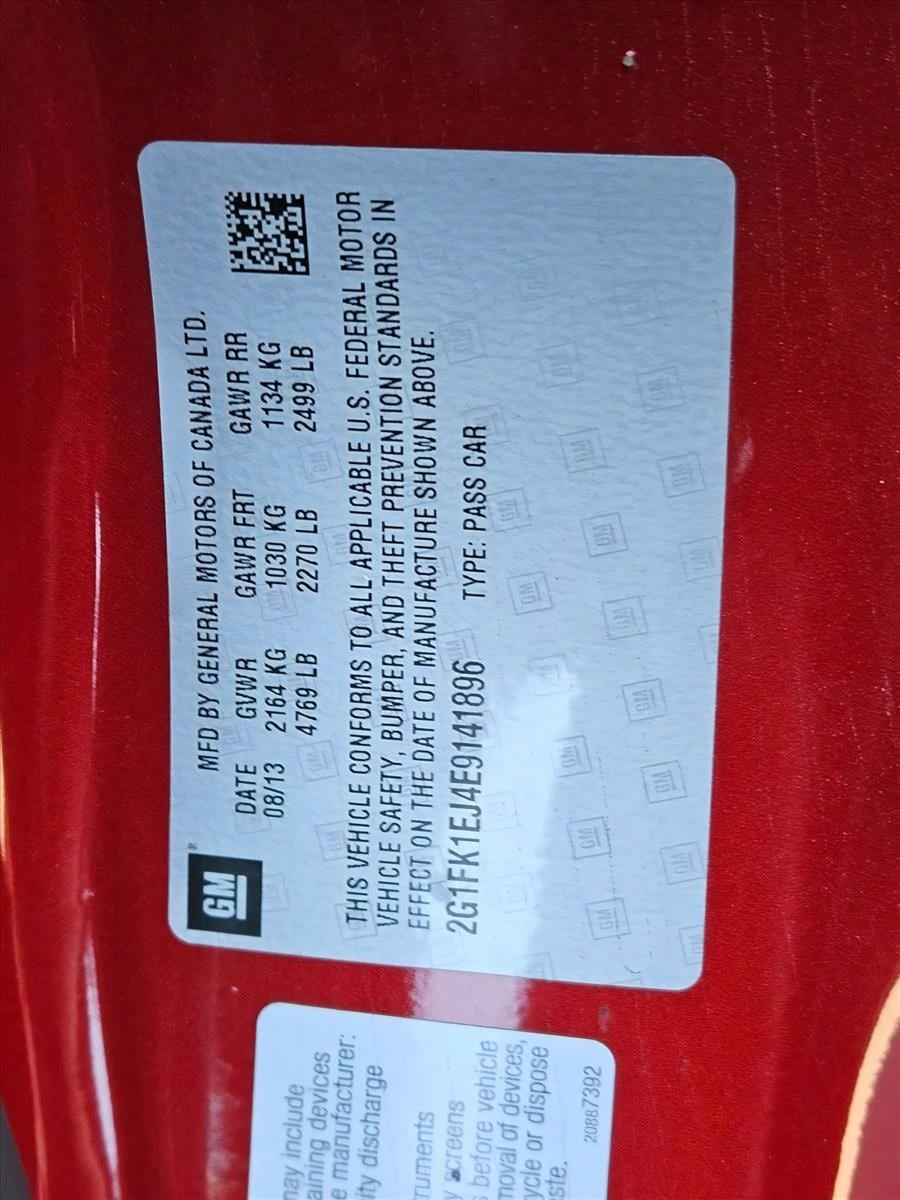 GM
MFD BY GENERAL MOTORS OF CANADA LTD.
DATE GVWR GAWR FRT GAWR RR
08/13 2164 KG 1030 KG 1134 KG
4769 LB 2270 LB 2499 LB
THIS VEHICLE CONFORMS TO ALL APPLICABLE U.S. FEDERAL MOTOR
VEHICLE SAFETY, BUMPER, AND THEFT PREVENTION STANDARDS IN
EFFECT ON THE DATE OF MANUFACTURE SHOWN ABOVE.
2G1FK1EJ4E9141896 TYPE: PASS CAR
may include
aining devices
e manufacturer:
ity discharge
truments
y screens
s before vehicle
moval of devices,
ycle or dispose
ste.
20887392